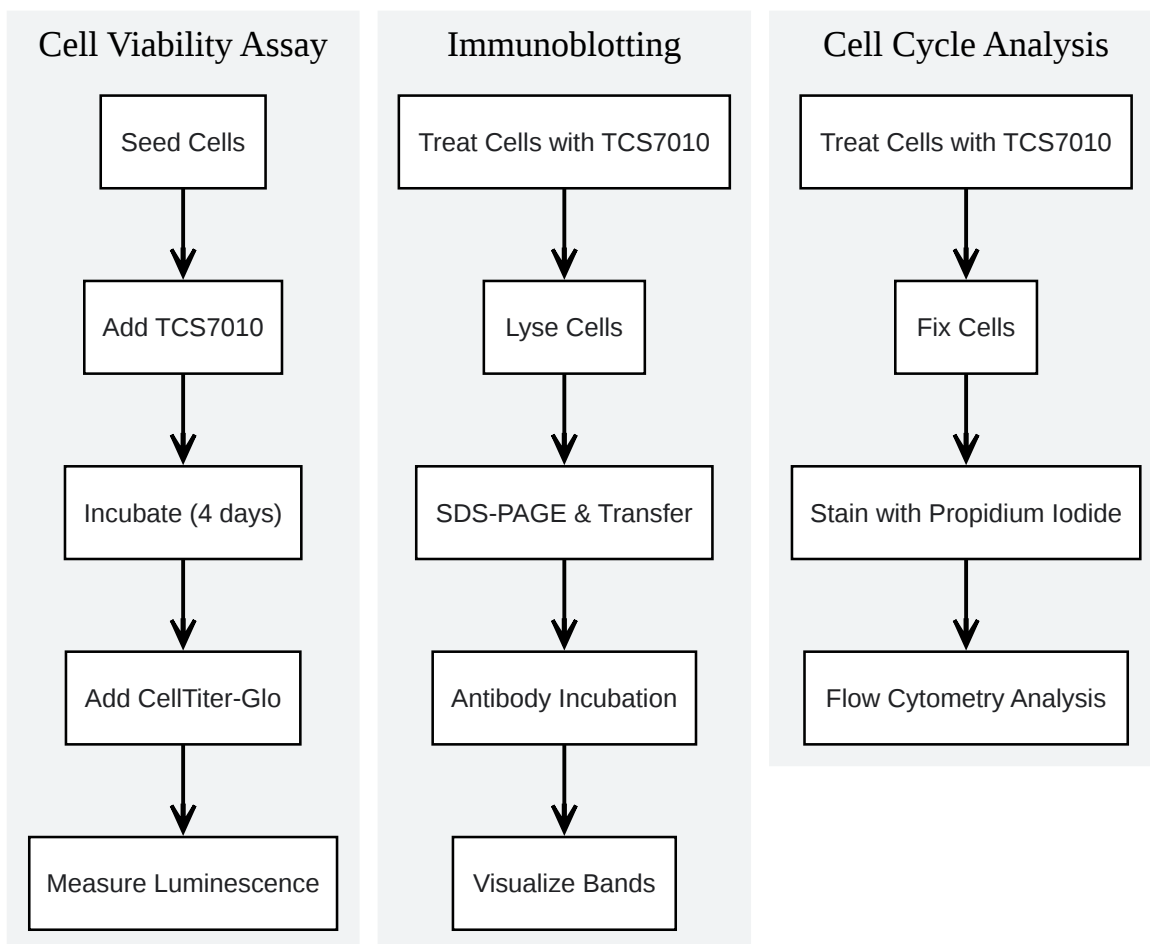 Cell Viability Assay
Seed Cells
Add TCS7010
Incubate (4 days)
Add CellTiter-Glo
Measure Luminescence
Immunoblotting
Treat Cells with TCS7010
Lyse Cells
SDS-PAGE & Transfer
Antibody Incubation
Visualize Bands
Cell Cycle Analysis
Treat Cells with TCS7010
Fix Cells
Stain with Propidium Iodide
Flow Cytometry Analysis